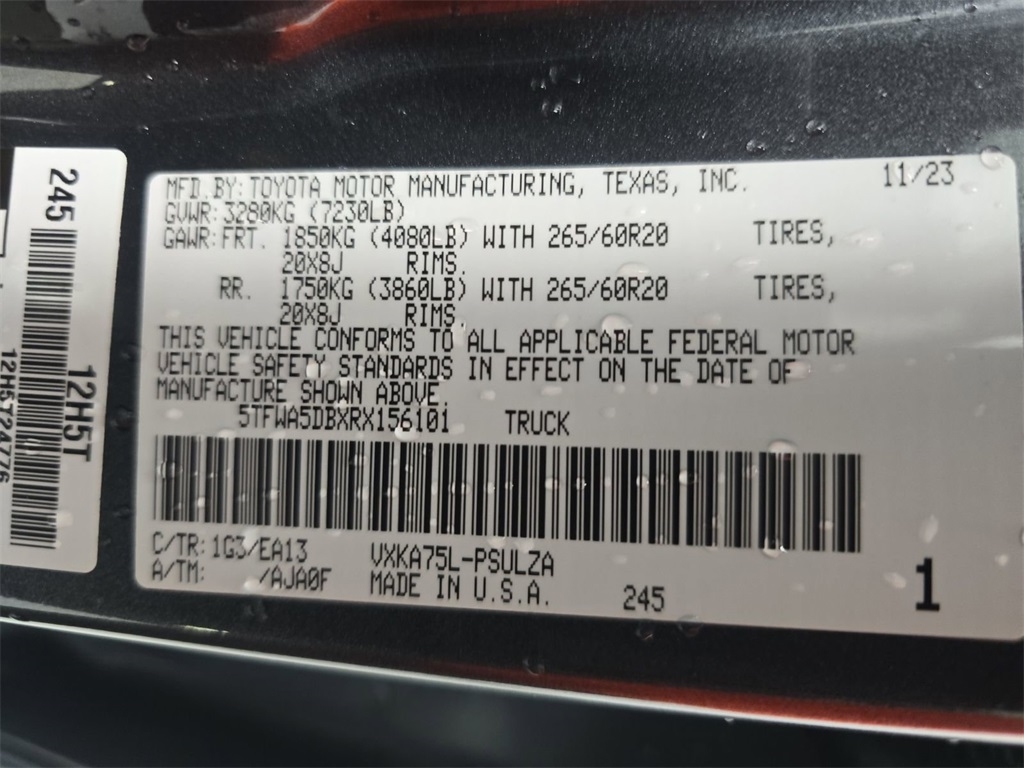 MFD.BY: TOYOTA MOTOR MANUFACTURING, TEXAS, INC. 11/23
GVWR: 3280KG (7230LB)
GAWR: FRT. 1850KG (4080LB) WITH 265/60R20 TIRES,
20X8J RIMS.
RR. 1750KG (3860LB) WITH 265/60R20 TIRES,
20X8J RIMS.
THIS VEHICLE CONFORMS TO ALL APPLICABLE FEDERAL MOTOR
VEHICLE SAFETY STANDARDS IN EFFECT ON THE DATE OF
MANUFACTURE SHOWN ABOVE.
5TFWA5DBXRX156101 TRUCK
C/TR: 1G3/EA13 VXKA75L-PSULZA
A/TM: /AJA0F MADE IN U.S.A. 245 1
245
12H5T
12H5T24776